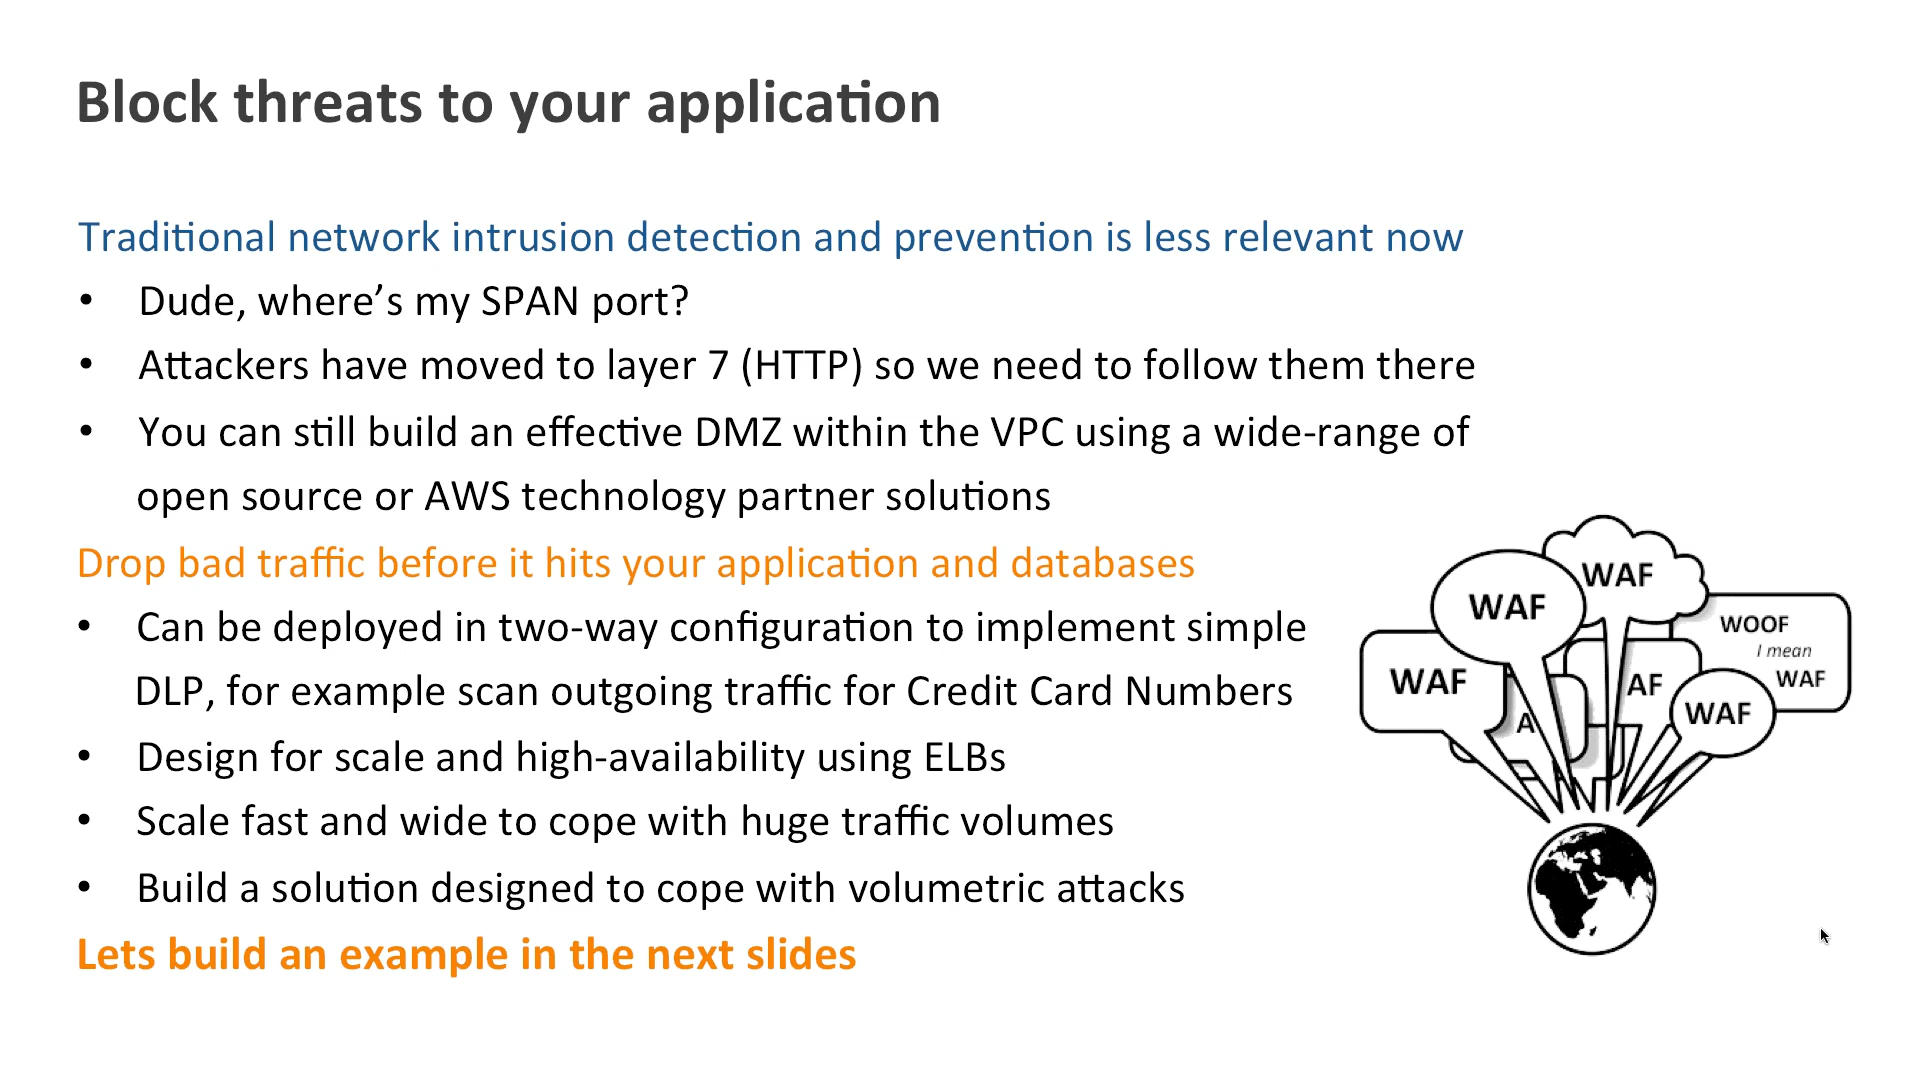 Block threats to your application
Traditional network intrusion detection and prevention is less relevant now
• Dude, where’s my SPAN port?
• Attackers have moved to layer 7 (HTTP) so we need to follow them there
• You can still build an effective DMZ within the VPC using a wide-range of
open source or AWS technology partner solutions
Drop bad traffic before it hits your application and databases
• Can be deployed in two-way configuration to implement simple
DLP, for example scan outgoing traffic for Credit Card Numbers
• Design for scale and high-availability using ELBs
• Scale fast and wide to cope with huge traffic volumes
• Build a solution designed to cope with volumetric attacks
Lets build an example in the next slides
WAF
WAF
WOOF
I mean
WAF
WAF
AF
WAF
A